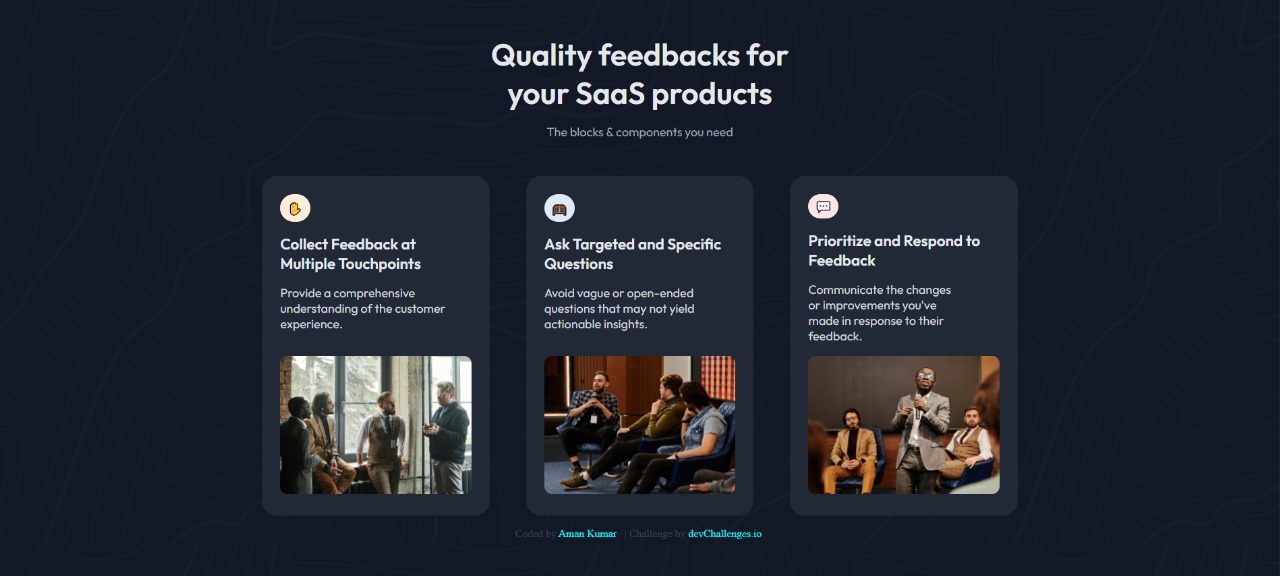 Quality feedbacks for
your SaaS products
The blocks & components you need
Collect Feedback at
Multiple Touchpoints
Provide a comprehensive
understanding of the customer
experience.
Ask Targeted and Specific
Questions
Avoid vague or open-ended
questions that may not yield
actionable insights.
Prioritize and Respond to
Feedback
Communicate the changes
or improvements you've
made in response to their
feedback.
Coded by Aman Kumar | Challenge by devChallenges.io